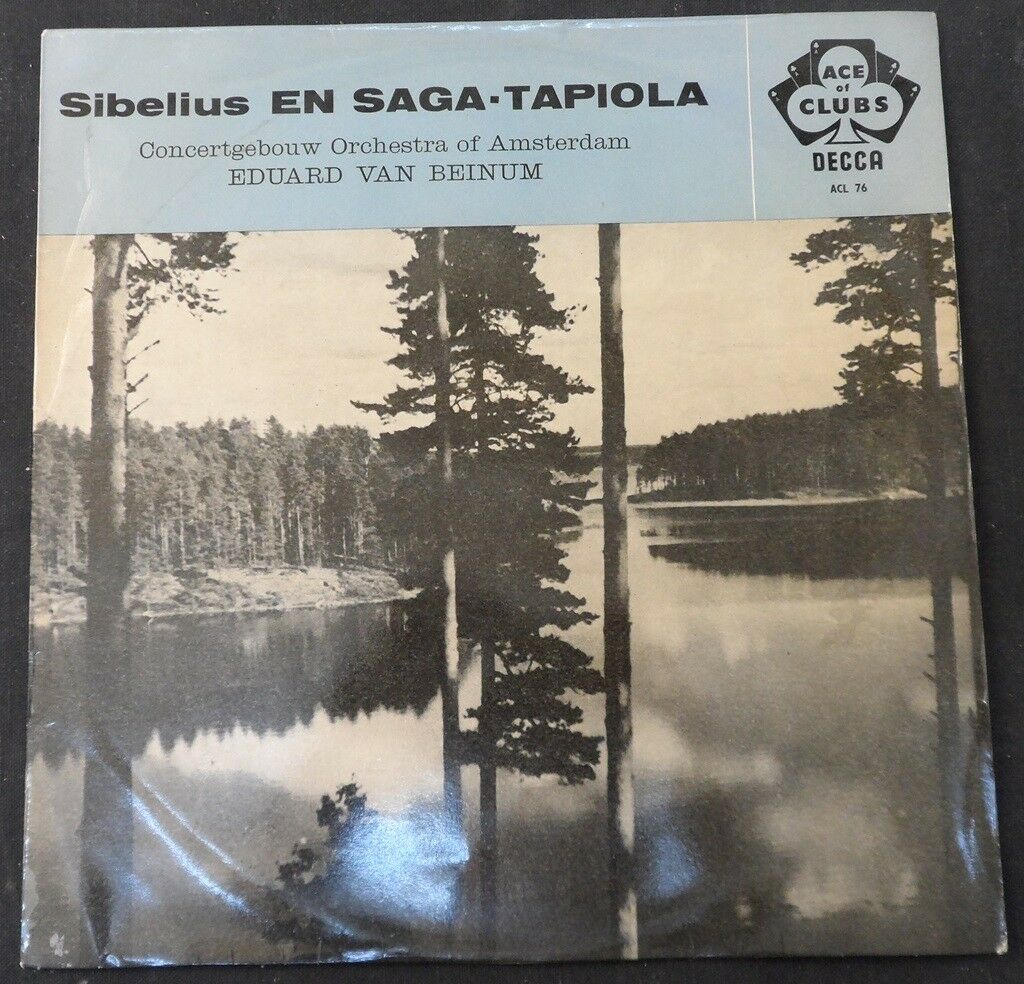 Sibelius EN SAGA·TAPIOLA
Concertgebouw Orchestra of Amsterdam
EDUARD VAN BEINUM
A
A
A
A
ACE
of
CLUBS
DECCA
ACL 76